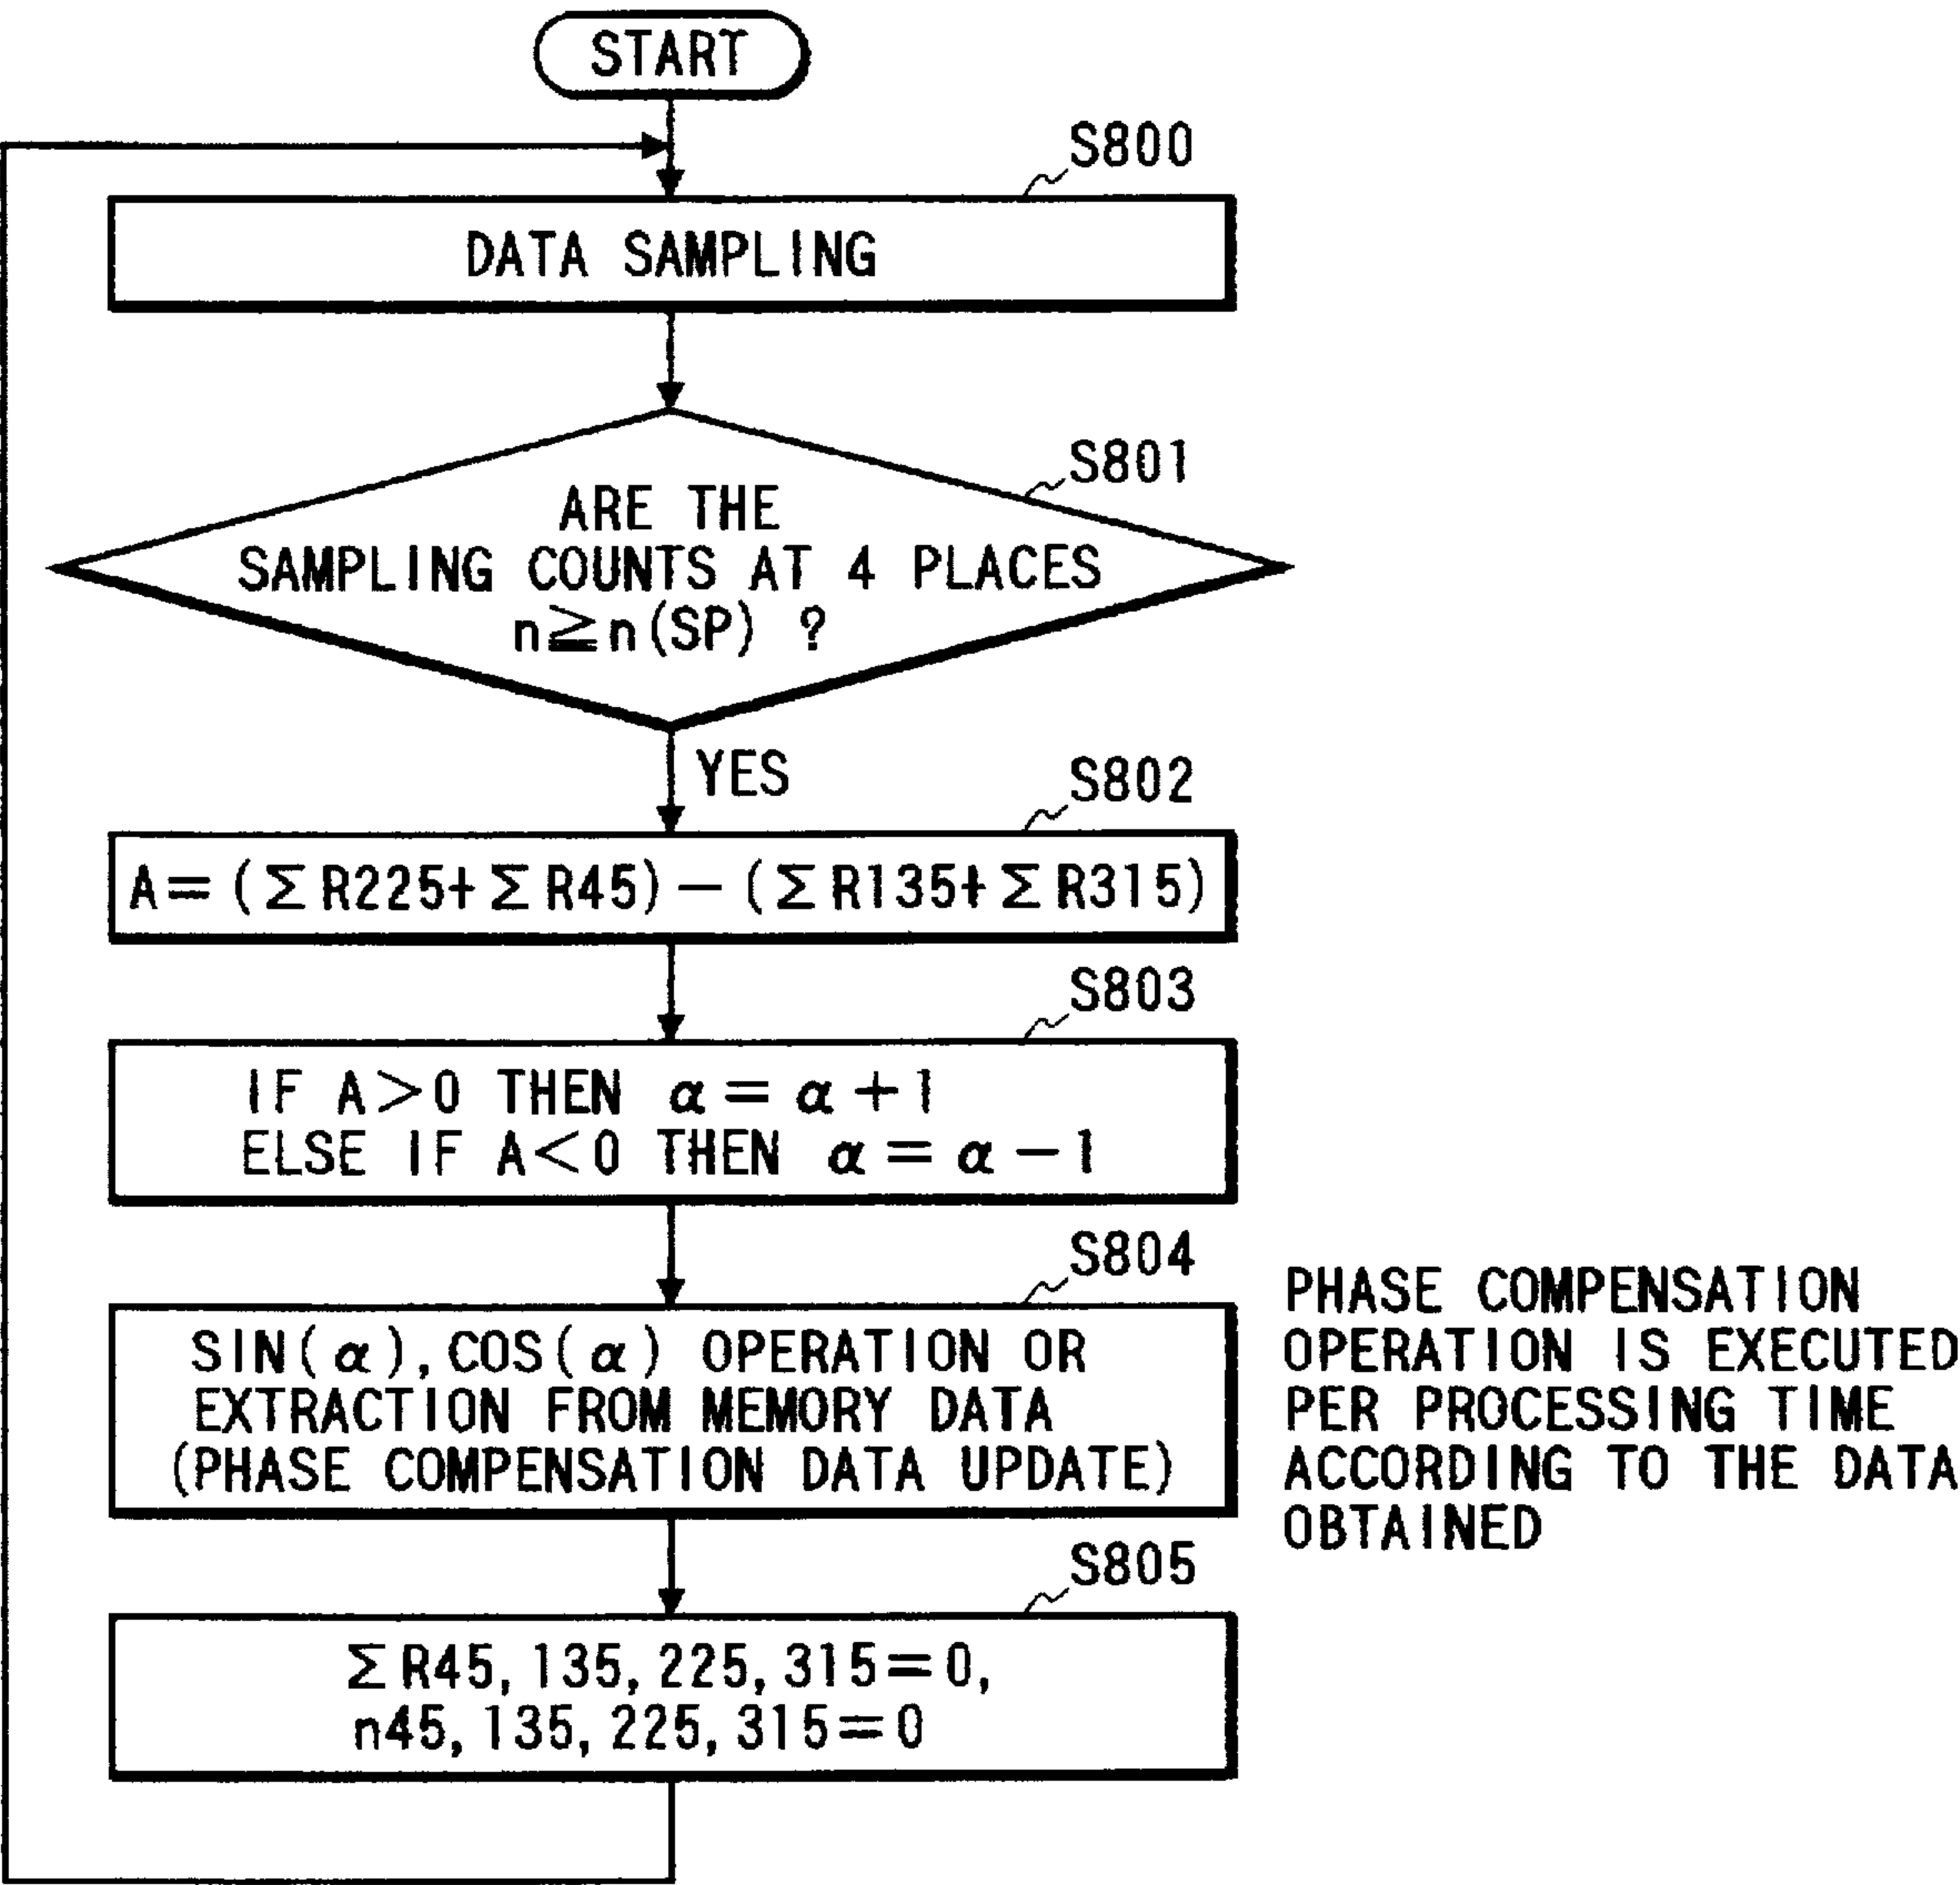 START
S800
DATA SAMPLING
S801
ARE THE
SAMPLING COUNTS AT 4 PLACES
n≧n(SP) ?
YES
S802
A=(ΣR225+ΣR45)-(ΣR135+ΣR315)
S803
IF A>0 THEN α=α+1
ELSE IF A<0 THEN α=α-1
S804
SIN(α),COS(α) OPERATION OR
EXTRACTION FROM MEMORY DATA
(PHASE COMPENSATION DATA UPDATE)
PHASE COMPENSATION
OPERATION IS EXECUTED
PER PROCESSING TIME
ACCORDING TO THE DATA
OBTAINED
S805
ΣR45,135,225,315=0,
n45,135,225,315=0